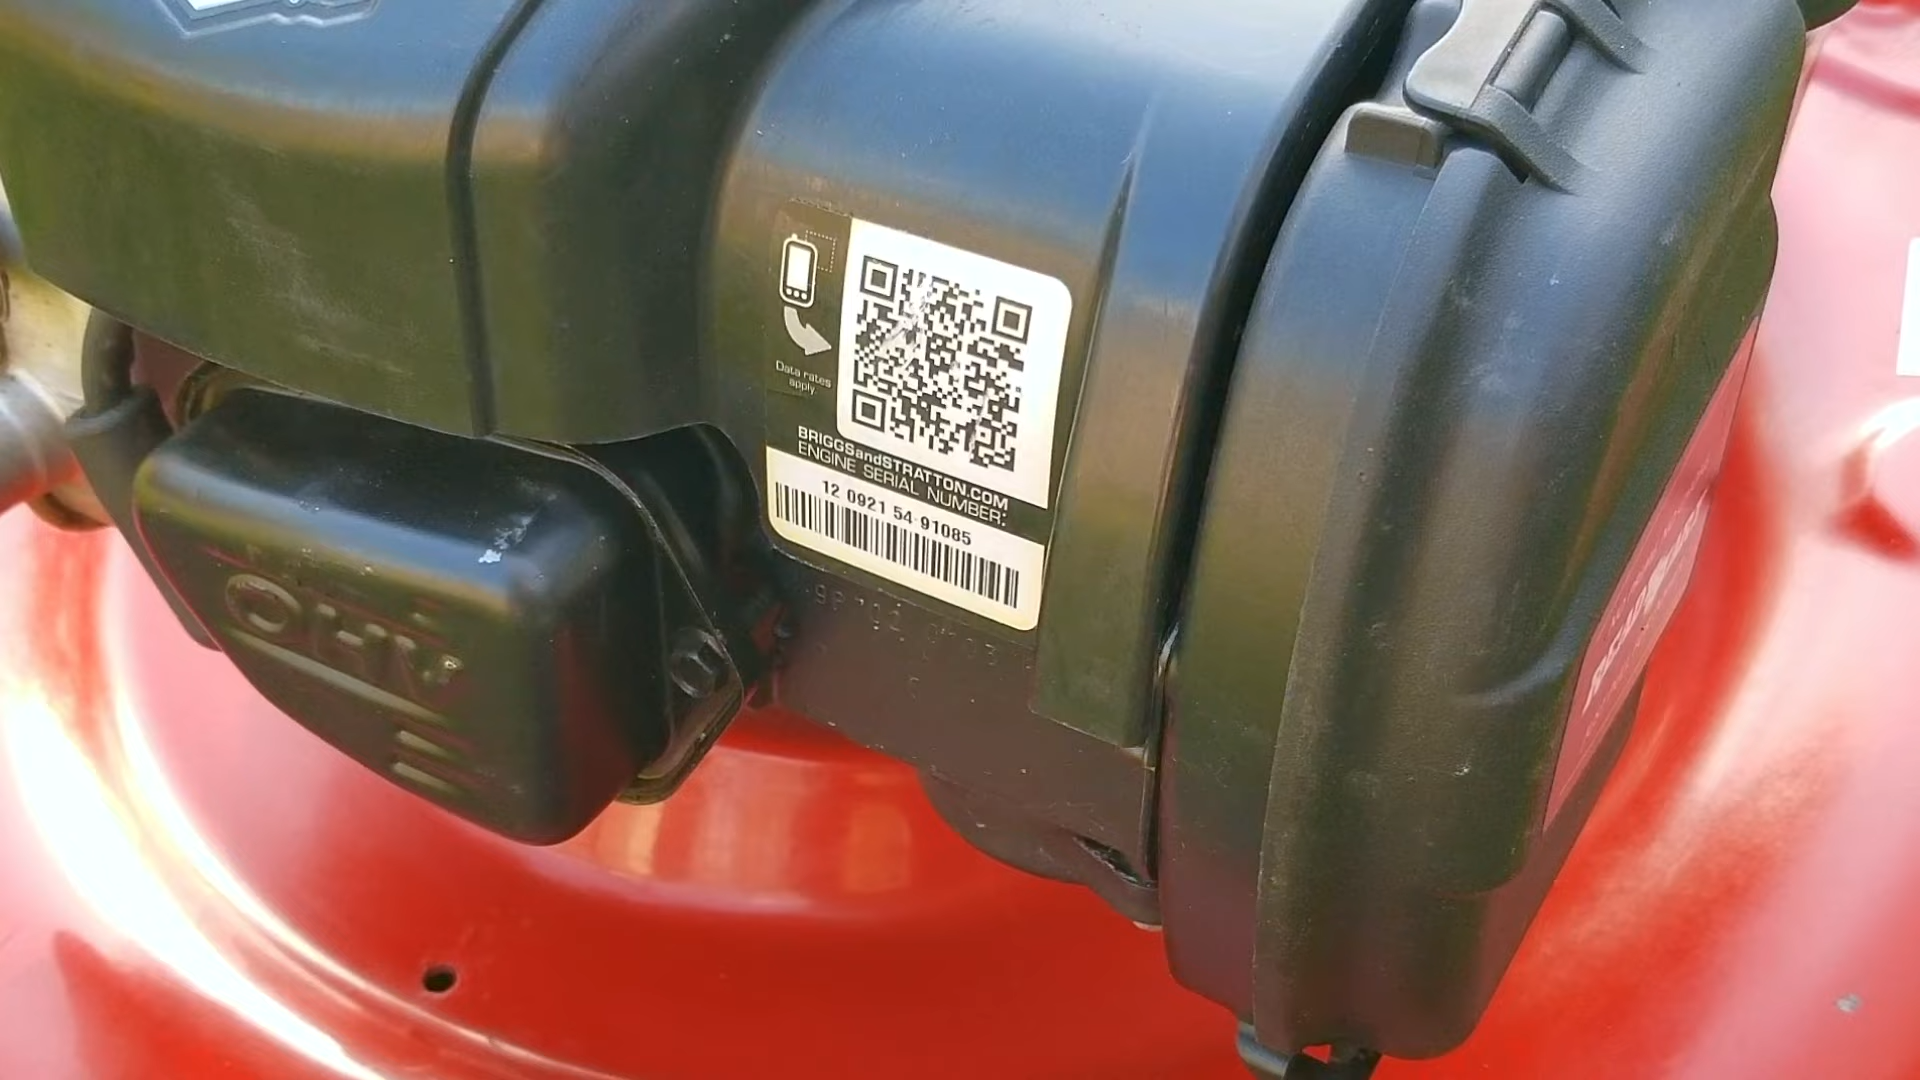 Data rates
apply.
BRIGGSandSTRATTON.COM
ENGINE SERIAL NUMBER:
12 0921 54 91085
OHV